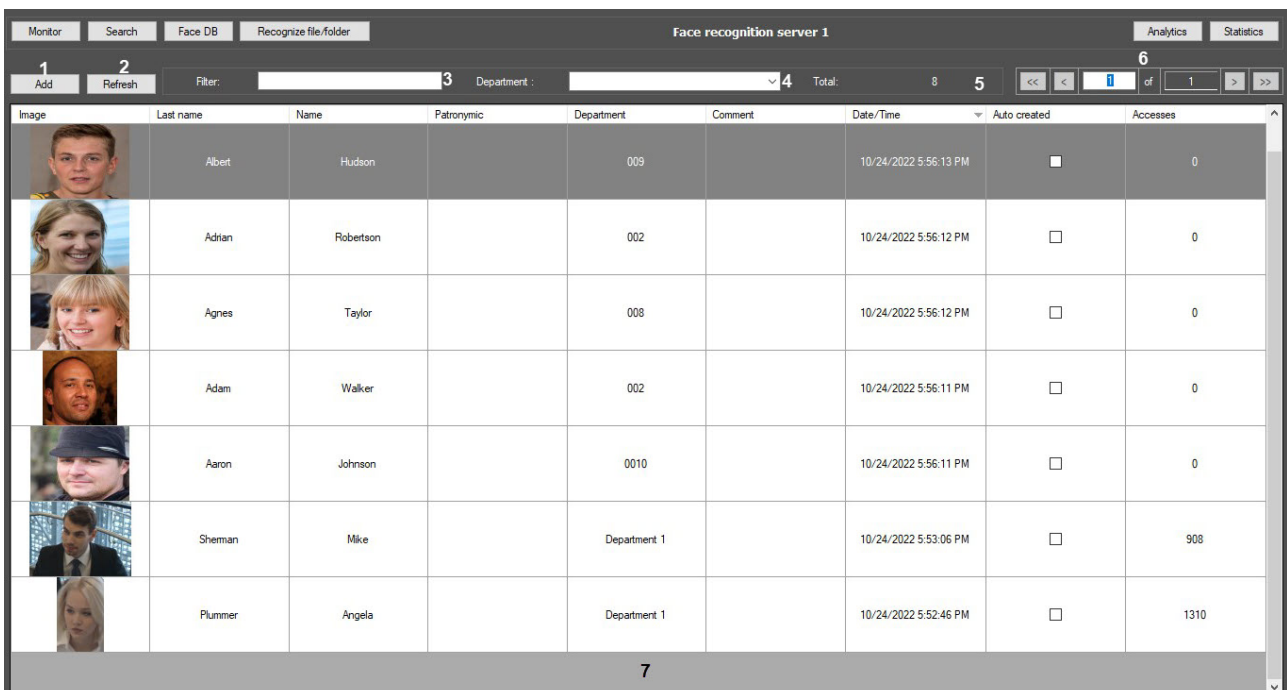 Monitor Search Face DB Recognize file/folder Face recognition server 1 Analytics Statistics
1 2 6
Add Refresh Filter: 3 Department : 4 Total: 8 5 << < 1 of 1 > >>
Image Last name Name Patronymic Department Comment Date/Time Auto created Accesses
Albert Hudson 009 10/24/2022 5:56:13 PM 0
Adrian Robertson 002 10/24/2022 5:56:12 PM 0
Agnes Taylor 008 10/24/2022 5:56:12 PM 0
Adam Walker 002 10/24/2022 5:56:11 PM 0
Aaron Johnson 0010 10/24/2022 5:56:11 PM 0
Sherman Mike Department 1 10/24/2022 5:53:06 PM 908
Plummer Angela Department 1 10/24/2022 5:52:46 PM 1310
7